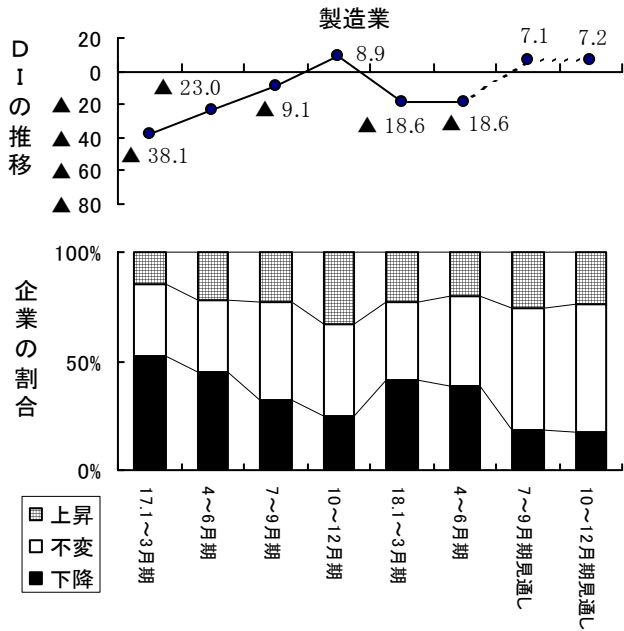 製造業
DIの推移
20
0
▲ 20
▲ 40
▲ 60
▲ 80
▲ 38.1
▲ 23.0
▲ 9.1
8.9
▲ 18.6
▲ 18.6
7.1
7.2
企業の割合
100%
50%
0%
17.1～3月期
4～6月期
7～9月期
10～12月期
18.1～3月期
4～6月期
7～9月期見通し
10～12月期見通し
上昇
不変
下降